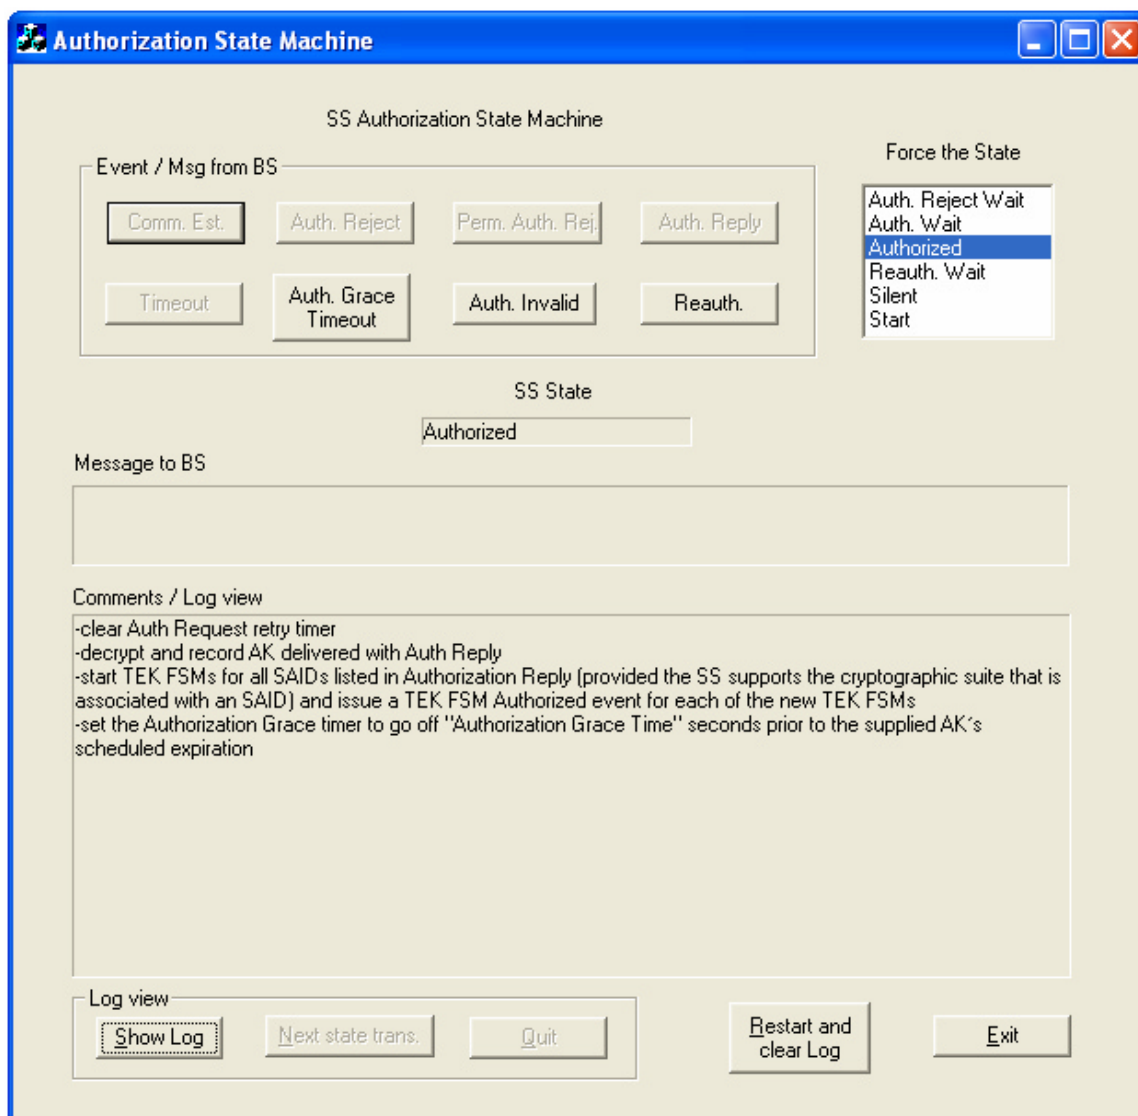 Authorization State Machine
SS Authorization State Machine
Event / Msg from BS
Comm. Est.
Auth. Reject
Perm. Auth. Rej.
Auth. Reply
Timeout
Auth. Grace
Timeout
Auth. Invalid
Reauth.
Force the State
Auth. Reject Wait
Auth. Wait
Authorized
Reauth. Wait
Silent
Start
SS State
Authorized
Message to BS
Comments / Log view
-clear Auth Request retry timer
-decrypt and record AK delivered with Auth Reply
-start TEK FSMs for all SAIDs listed in Authorization Reply (provided the SS supports the cryptographic suite that is
associated with an SAID) and issue a TEK FSM Authorized event for each of the new TEK FSMs
-set the Authorization Grace timer to go off "Authorization Grace Time" seconds prior to the supplied AK´s
scheduled expiration
Log view
Show Log
Next state trans.
Quit
Restart and
clear Log
Exit